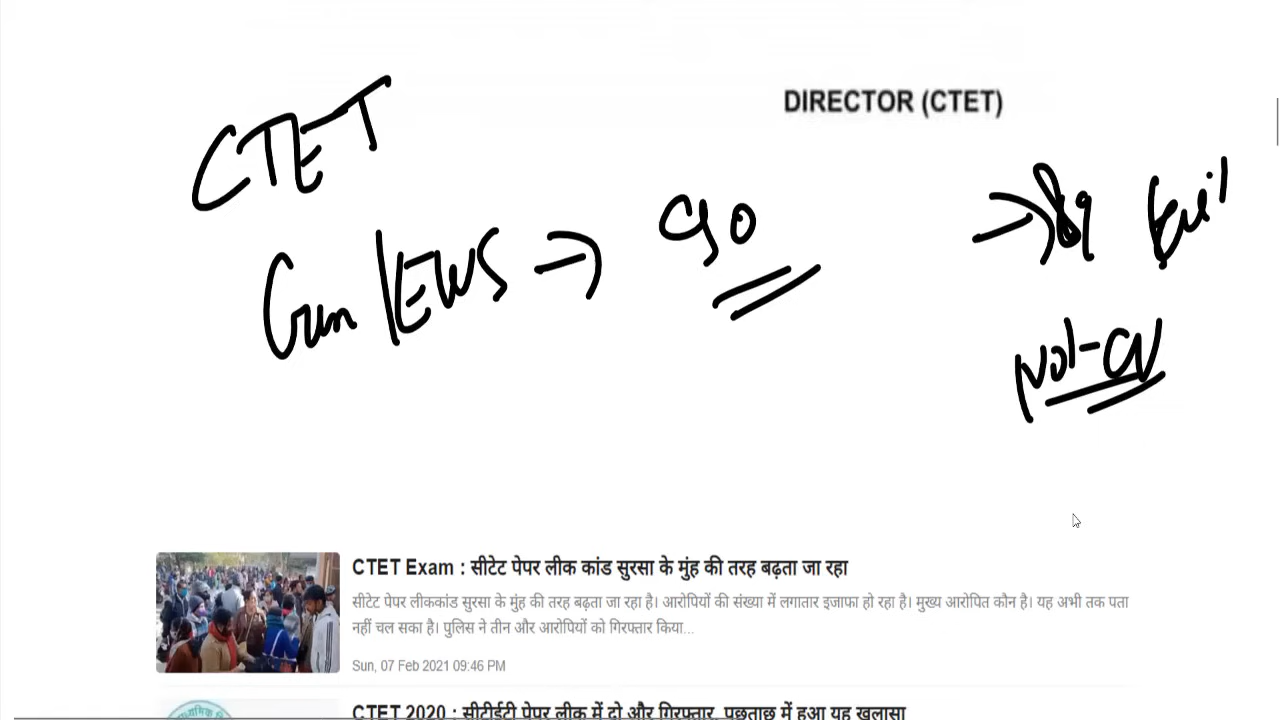 DIRECTOR (CTET)
CTET
Gen/EWS → 90 → 89
CTET Exam : सीटेट पेपर लीक कांड सुरसा के मुंह की तरह बढ़ता जा रहा
सीटेट पेपर लीककांड सुरसा के मुंह की तरह बढ़ता जा रहा है। आरोपियों की संख्या में लगातार इजाफा हो रहा है। मुख्य आरोपित कौन है। यह अभी तक पता
नहीं चल सका है। पुलिस ने तीन और आरोपियों को गिरफ्तार किया...
Sun, 07 Feb 2021 09:46 PM
CTET 2020 : सीटीईटी पेपर लीक में दो और गिरफ्तार, पूछताछ में हुआ यह खुलासा